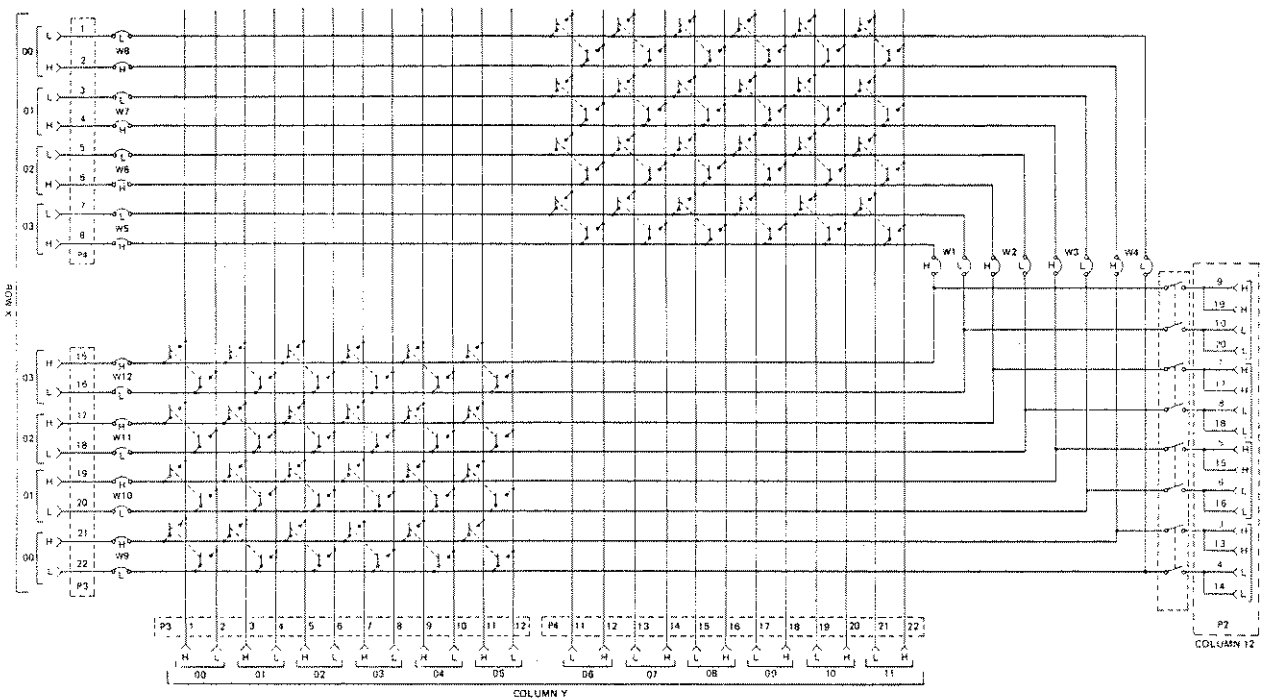 L 1 L
00 W8
H 2 H
L 3 L
01 W7
H 4 H
L 5 L
02 W6
H 6 H
L 7 L
03 W5
H 8 H
P4
W1 W2 W3 W4
H L H L H L H L
ROW X
9 H
19 H
10 L
20 L
7 H
17 H
8 L
18 L
5 H
15 H
6 L
16 L
3 H
13 H
4 L
14 L
P2
COLUMN 12
H 15 H
03 W12
L 16 L
H 17 H
02 W11
L 18 L
H 19 H
01 W10
L 20 L
H 21 H
00 W9
L 22 L
P3
P3 1 2 3 4 5 6 7 8 9 10 11 12 P4 11 12 13 14 15 16 17 18 19 20 21 22
H L H L H L H L H L H L L H L H L H L H L H L H
00 01 02 03 04 05 06 07 08 09 10 11
COLUMN Y